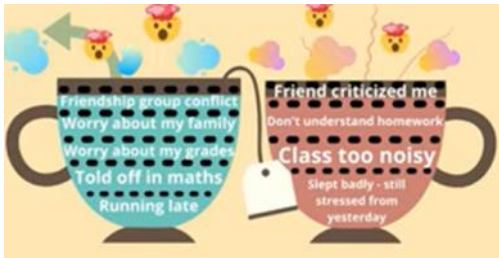 Friendship group conflict
Worry about my family
Worry about my grades
Told off in maths
Running late
Friend criticized me
Don't understand homework
Class too noisy
Slept badly - still
stressed from
yesterday